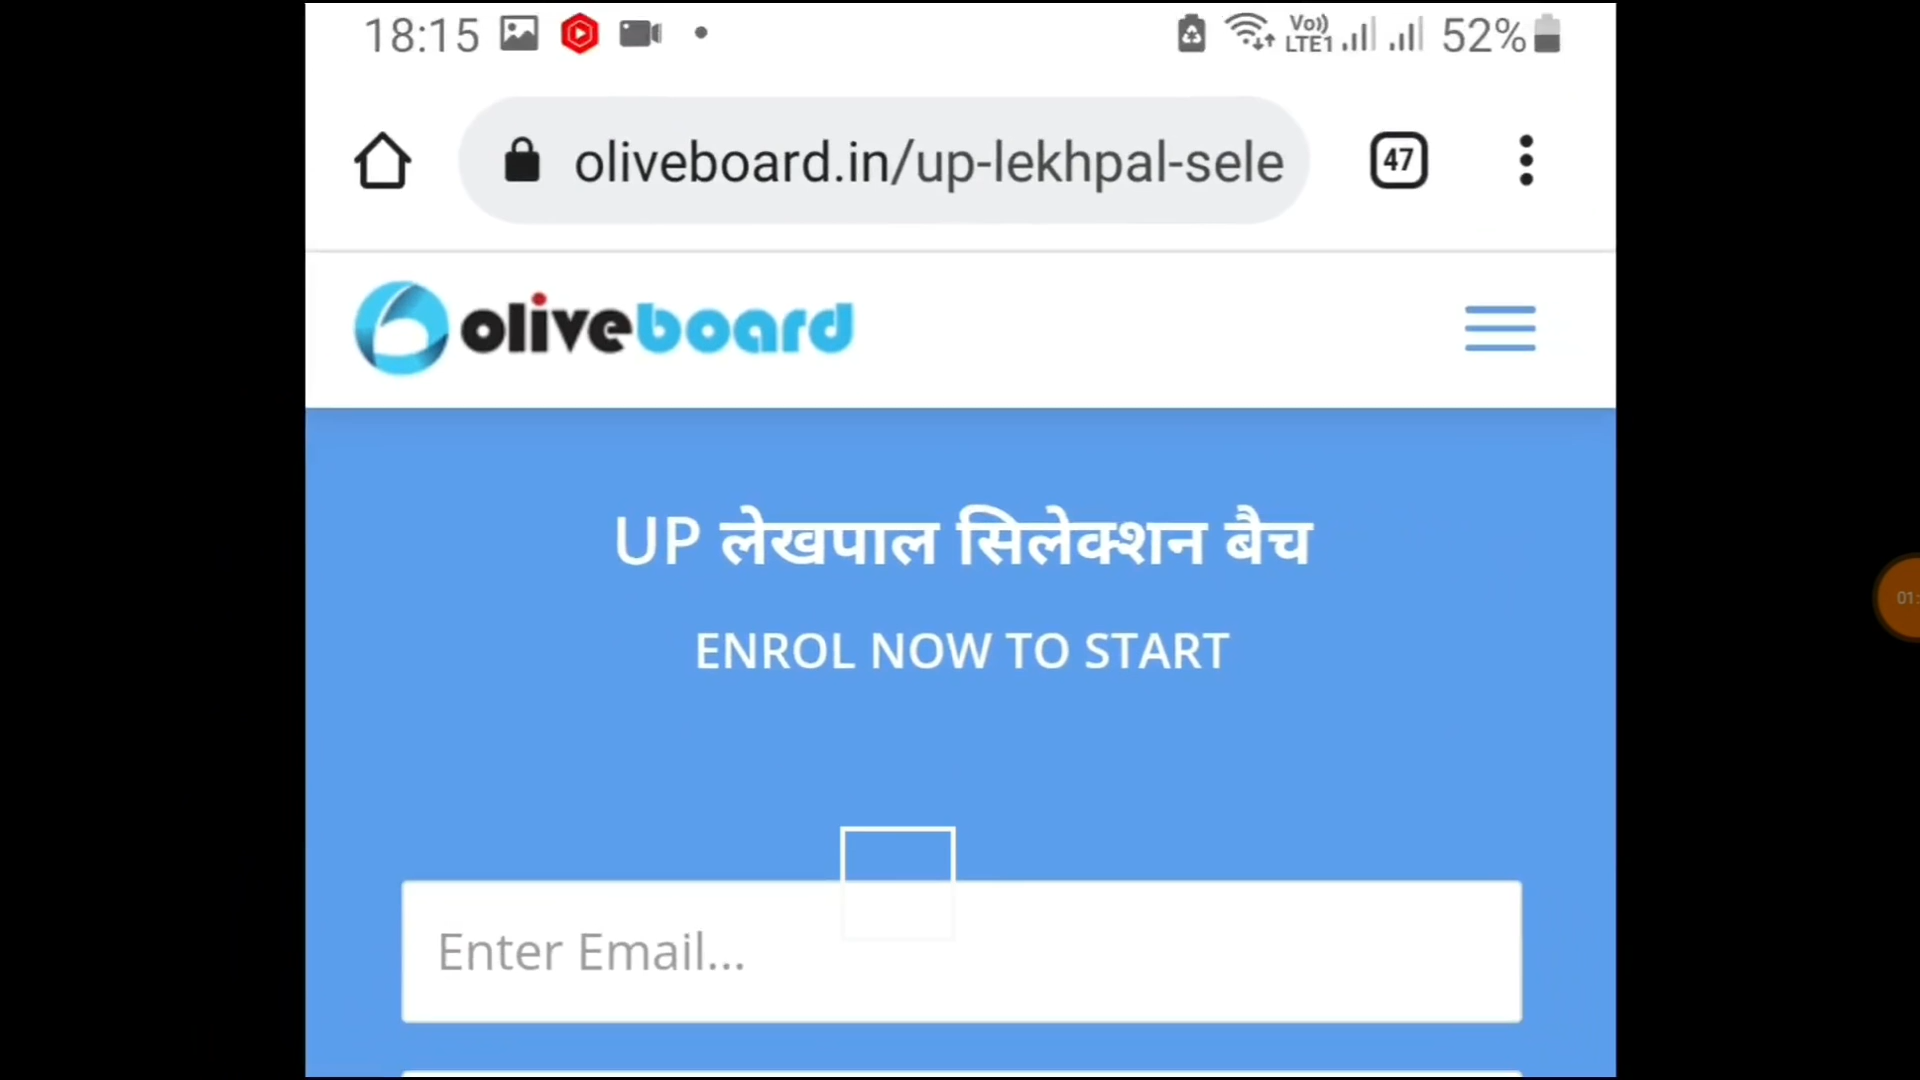 18:15 Vo)) LTE1 52%
oliveboard.in/up-lekhpal-sele 47
oliveboard
UP लेखपाल सिलेक्शन बैच
ENROL NOW TO START
01:
Enter Email...